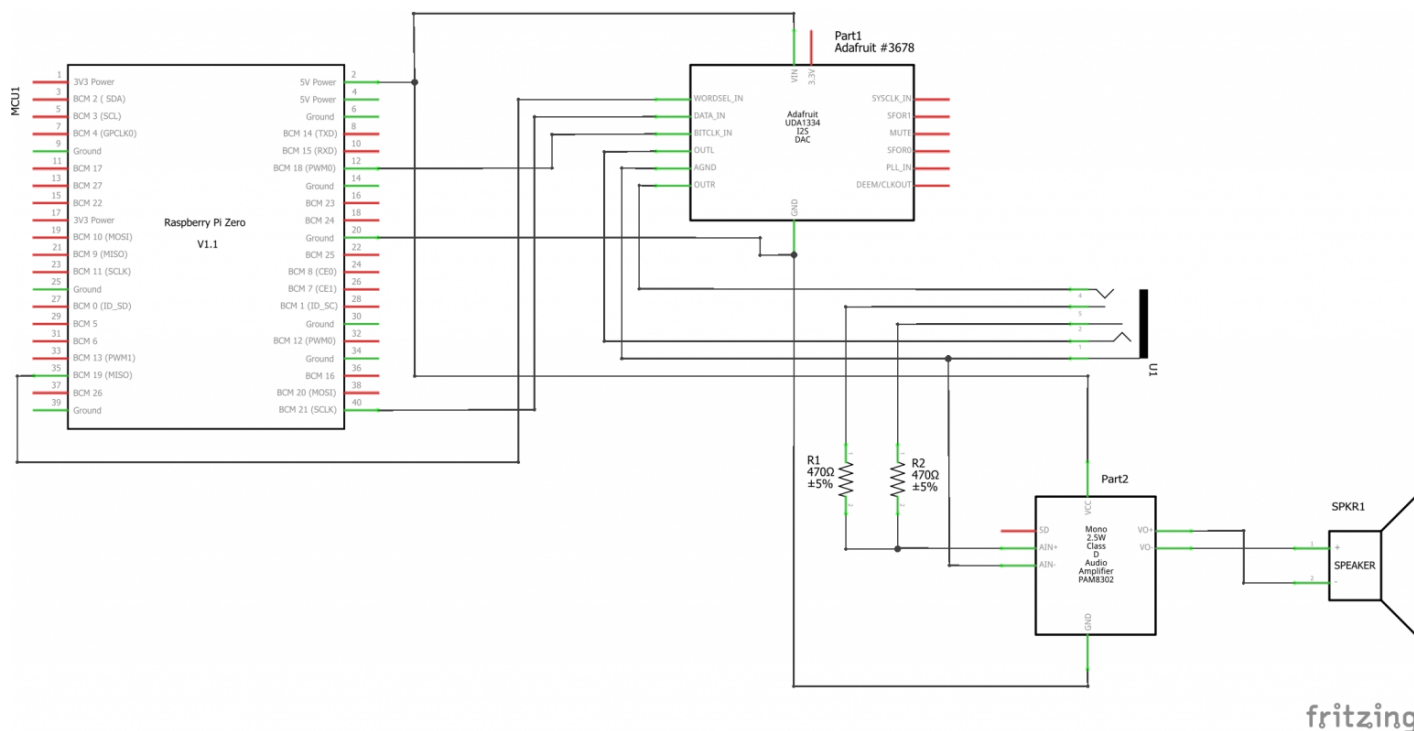 MCU1
1 3V3 Power
3 BCM 2 ( SDA)
5 BCM 3 (SCL)
7 BCM 4 (GPCLK0)
9 Ground
11 BCM 17
13 BCM 27
15 BCM 22
17 3V3 Power
19 BCM 10 (MOSI)
21 BCM 9 (MISO)
23 BCM 11 (SCLK)
25 Ground
27 BCM 0 (ID_SD)
29 BCM 5
31 BCM 6
33 BCM 13 (PWM1)
35 BCM 19 (MISO)
37 BCM 26
39 Ground
Raspberry Pi Zero
V1.1
5V Power 2
5V Power 4
Ground 6
BCM 14 (TXD) 8
BCM 15 (RXD) 10
BCM 18 (PWM0) 12
Ground 14
BCM 23 16
BCM 24 18
Ground 20
BCM 25 22
BCM 8 (CE0) 24
BCM 7 (CE1) 26
BCM 1 (ID_SC) 28
Ground 30
BCM 12 (PWM0) 32
Ground 34
BCM 16 36
BCM 20 (MOSI) 38
BCM 21 (SCLK) 40
Part1
Adafruit #3678
VIN
3.3V
WORDSEL_IN
DATA_IN
BITCLK_IN
OUTL
AGND
OUTR
Adafruit
UDA1334
I2S
DAC
SYSCLK_IN
SFOR1
MUTE
SFOR0
PLL_IN
DEEM/CLKOUT
GND
4
5
2
1
U1
R1
470Ω
±5%
1
2
R2
470Ω
±5%
1
2
Part2
VCC
SD
AIN+
AIN-
Mono
2.5W
Class
D
Audio
Amplifier
PAM8302
VO+
VO-
GND
SPKR1
1 +
SPEAKER
2 -
fritzing